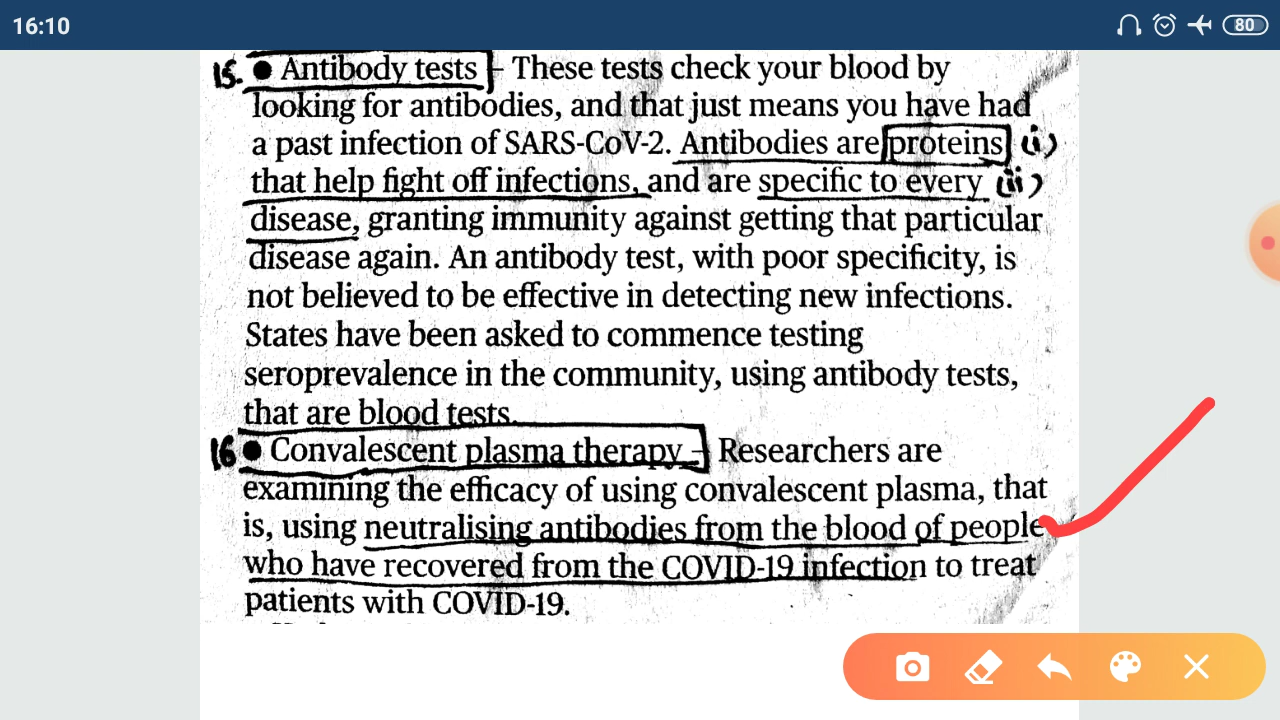 16:10
80
15. ● Antibody tests – These tests check your blood by
looking for antibodies, and that just means you have had
a past infection of SARS-CoV-2. Antibodies are proteins (i)
that help fight off infections, and are specific to every (ii)
disease, granting immunity against getting that particular
disease again. An antibody test, with poor specificity, is
not believed to be effective in detecting new infections.
States have been asked to commence testing
seroprevalence in the community, using antibody tests,
that are blood tests.
16 ● Convalescent plasma therapy – Researchers are
examining the efficacy of using convalescent plasma, that
is, using neutralising antibodies from the blood of people
who have recovered from the COVID-19 infection to treat
patients with COVID-19.